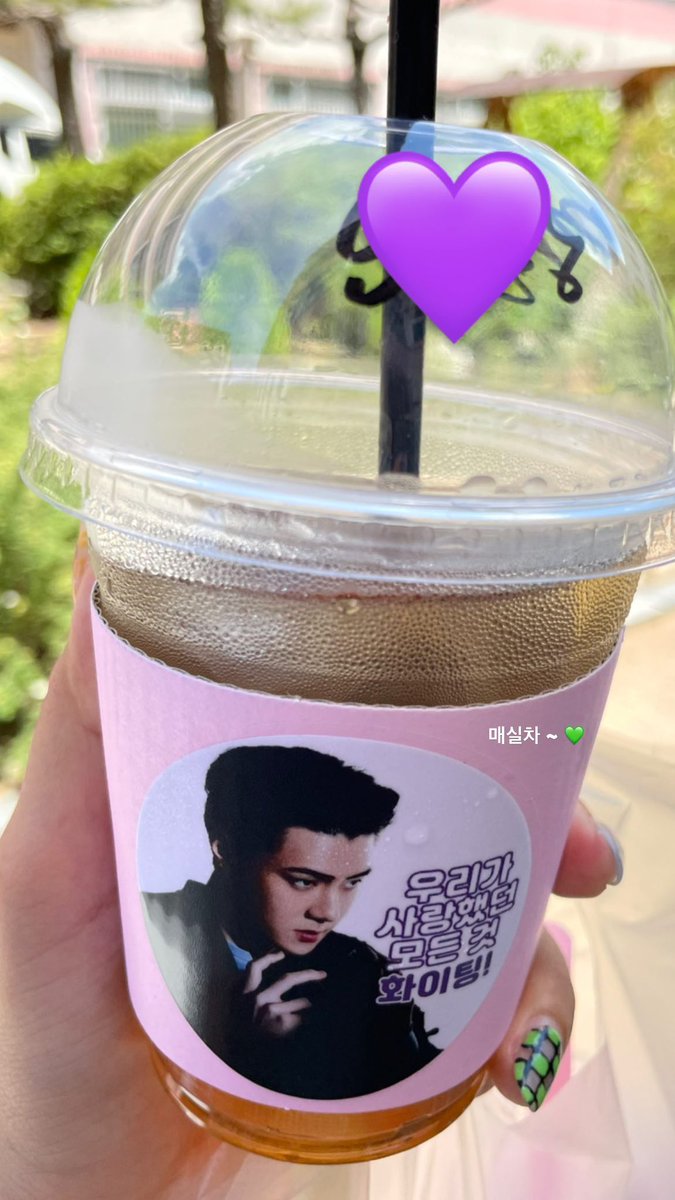 매실차 ~
우리가
사랑했던
모든 것
화이팅!